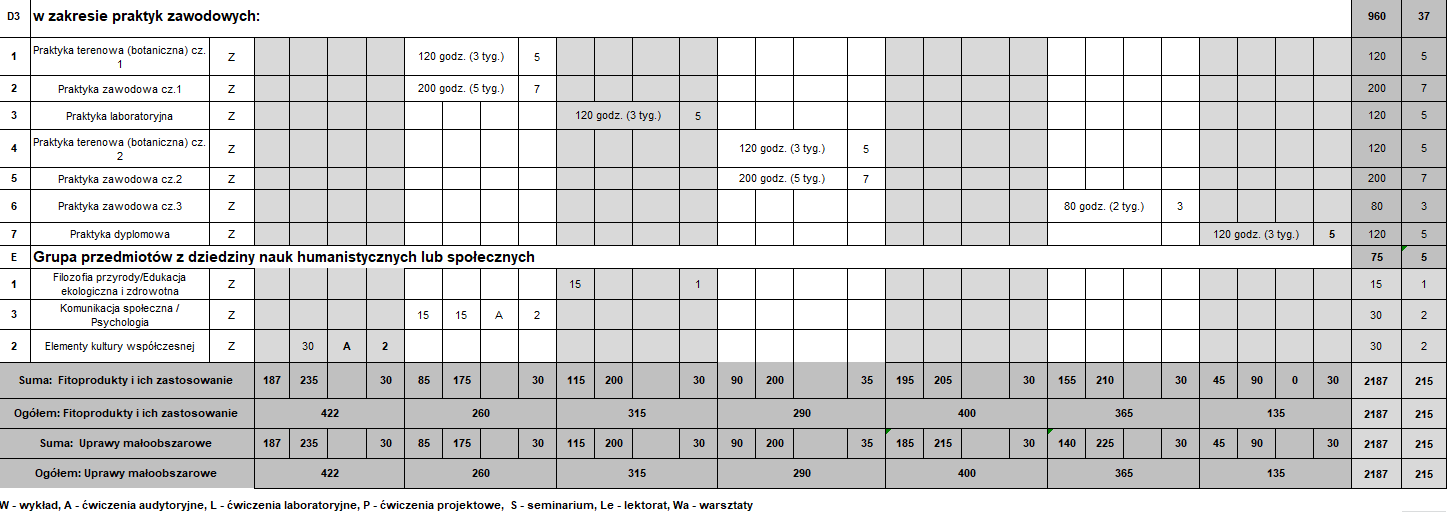 D3 w zakresie praktyk zawodowych: 960 37
1 Praktyka terenowa (botaniczna) cz. 1 Z 120 godz. (3 tyg.) 5 120 5
2 Praktyka zawodowa cz.1 Z 200 godz. (5 tyg.) 7 200 7
3 Praktyka laboratoryjna Z 120 godz. (3 tyg.) 5 120 5
4 Praktyka terenowa (botaniczna) cz. 2 Z 120 godz. (3 tyg.) 5 120 5
5 Praktyka zawodowa cz.2 Z 200 godz. (5 tyg.) 7 200 7
6 Praktyka zawodowa cz.3 Z 80 godz. (2 tyg.) 3 80 3
7 Praktyka dyplomowa Z 120 godz. (3 tyg.) 5 120 5
E Grupa przedmiotów z dziedziny nauk humanistycznych lub społecznych 75 5
1 Filozofia przyrody/Edukacja ekologiczna i zdrowotna Z 15 1 15 1
3 Komunikacja społeczna / Psychologia Z 15 15 A 2 30 2
2 Elementy kultury współczesnej Z 30 A 2 30 2
Suma: Fitoprodukty i ich zastosowanie 187 235 30 85 175 30 115 200 30 90 200 35 195 205 30 155 210 30 45 90 0 30 2187 215
Ogółem: Fitoprodukty i ich zastosowanie 422 260 315 290 400 365 135 2187 215
Suma: Uprawy małoobszarowe 187 235 30 85 175 30 115 200 30 90 200 35 185 215 30 140 225 30 45 90 30 2187 215
Ogółem: Uprawy małoobszarowe 422 260 315 290 400 365 135 2187 215
W - wykład, A - ćwiczenia audytoryjne, L - ćwiczenia laboratoryjne, P - ćwiczenia projektowe, S - seminarium, Le - lektorat, Wa - warsztaty